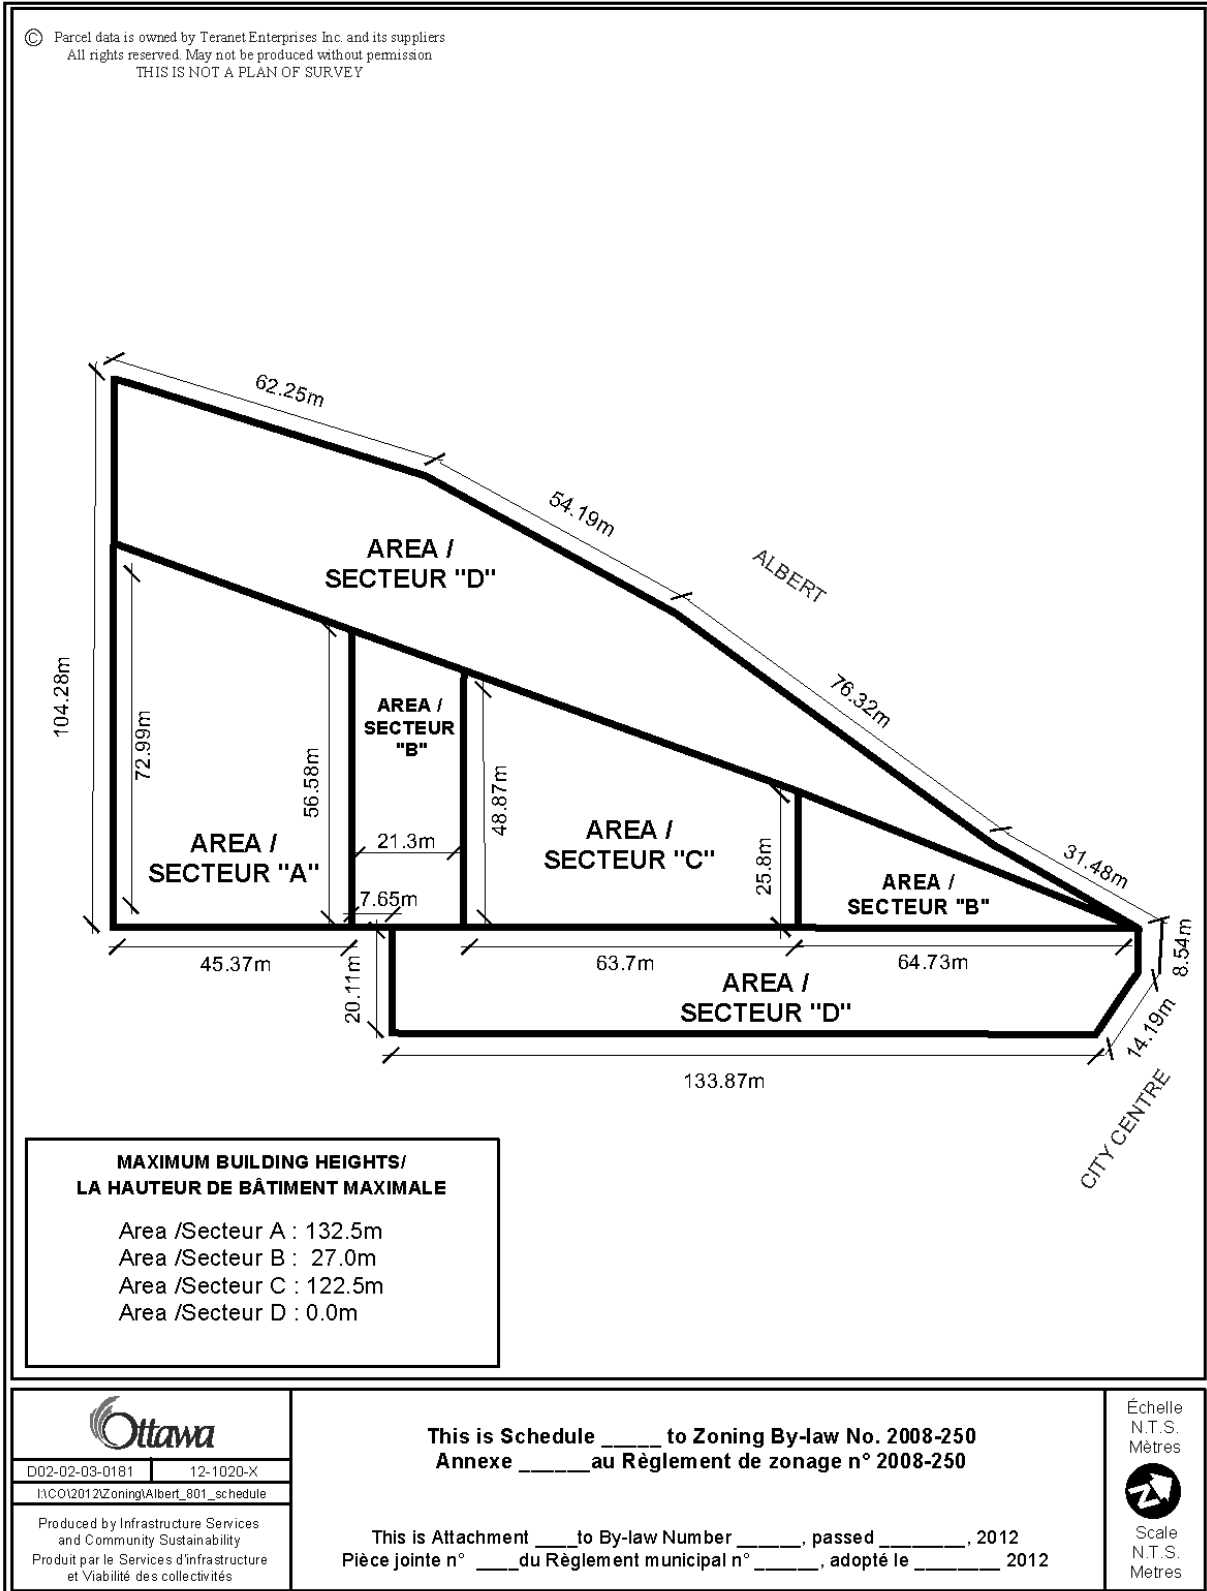 © Parcel data is owned by Teranet Enterprises Inc. and its suppliers
All rights reserved. May not be produced without permission
THIS IS NOT A PLAN OF SURVEY
62.25m
54.19m
ALBERT
AREA /
SECTEUR "D"
76.32m
104.28m
72.99m
AREA /
SECTEUR
"B"
56.58m
48.87m
21.3m
AREA /
SECTEUR "A"
AREA /
SECTEUR "C"
25.8m
31.48m
AREA /
SECTEUR "B"
7.65m
8.54m
45.37m
63.7m
64.73m
20.11m
AREA /
SECTEUR "D"
14.19m
133.87m
CITY CENTRE
MAXIMUM BUILDING HEIGHTS/
LA HAUTEUR DE BÂTIMENT MAXIMALE
Area /Secteur A : 132.5m
Area /Secteur B : 27.0m
Area /Secteur C : 122.5m
Area /Secteur D : 0.0m
Ottawa
D02-02-03-0181 12-1020-X
I:\CO\2012\Zoning\Albert_801_schedule
Produced by Infrastructure Services
and Community Sustainability
Produit par le Services d'infrastructure
et Viabilité des collectivités
This is Schedule _____ to Zoning By-law No. 2008-250
Annexe ______au Règlement de zonage n° 2008-250
This is Attachment ____to By-law Number ______, passed ________, 2012
Pièce jointe n° ____du Règlement municipal n° ______, adopté le ________ 2012
Échelle
N.T.S.
Mètres
N
Scale
N.T.S.
Metres